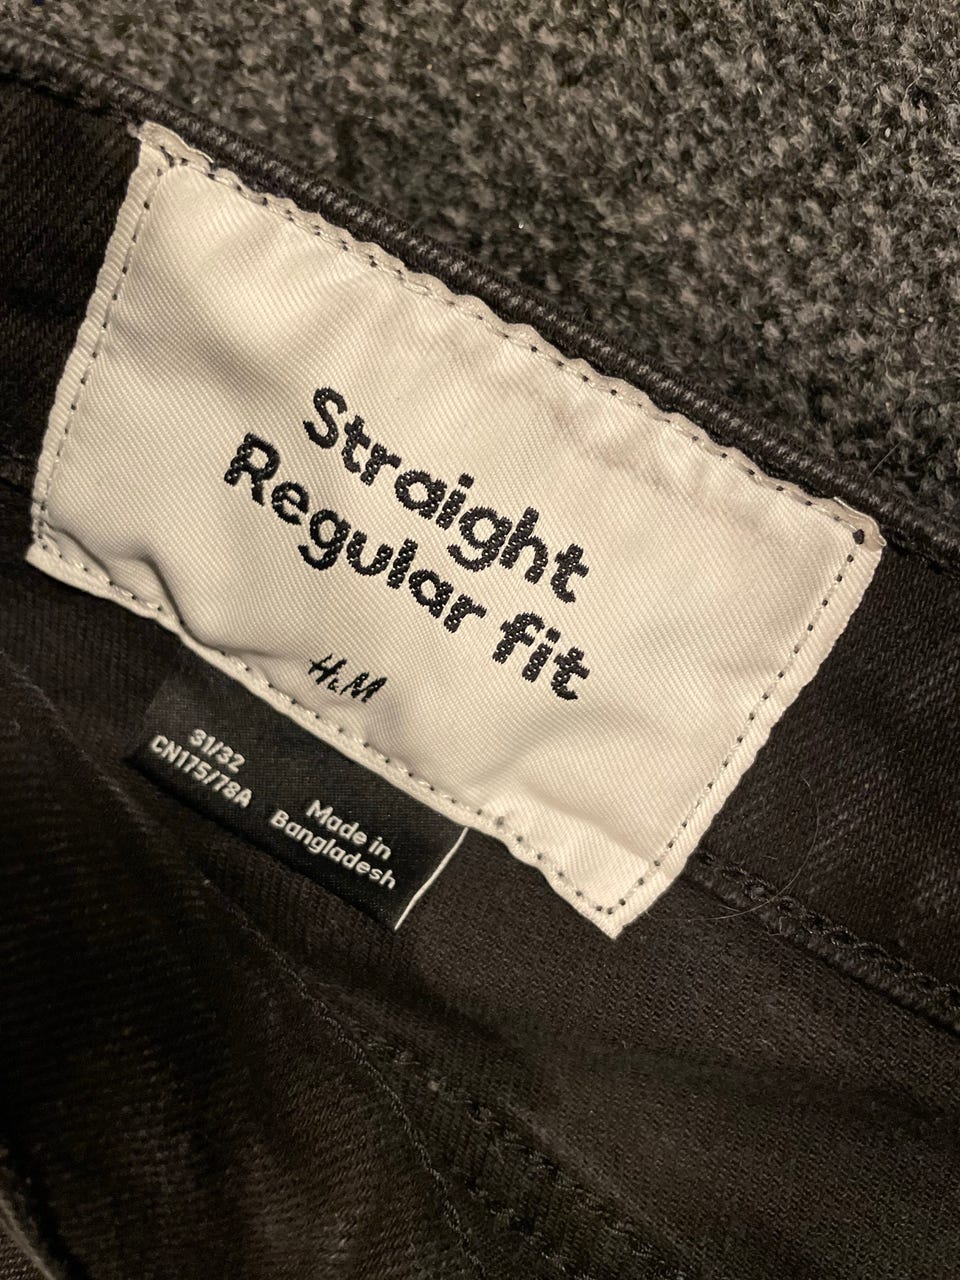 Straight
Regular fit
H&M
31/32
CN175/78A
Made in
Bangladesh